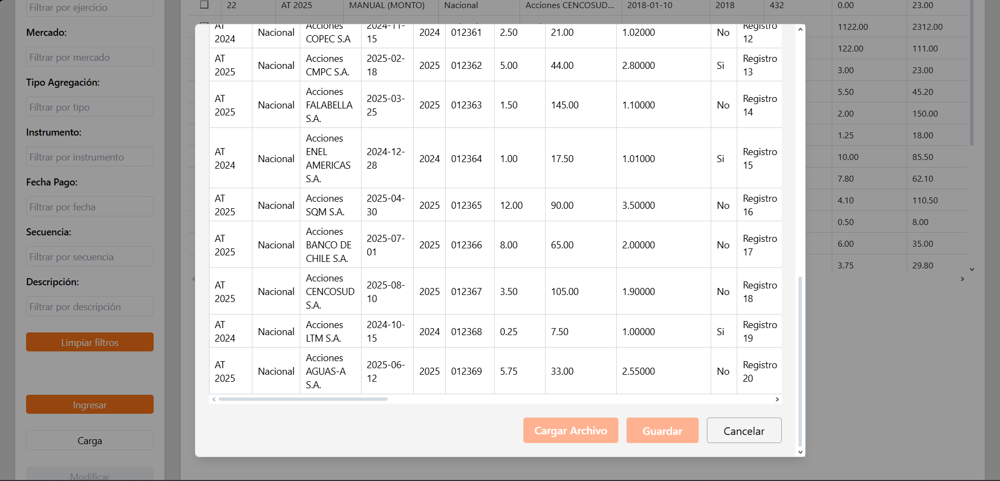 Filtrar por ejercicio
Mercado:
Filtrar por mercado
Tipo Agregación:
Filtrar por tipo
Instrumento:
Filtrar por instrumento
Fecha Pago:
Filtrar por fecha
Secuencia:
Filtrar por secuencia
Descripción:
Filtrar por descripción
Limpiar filtros
Ingresar
Carga
Modificar
22 AT 2025 MANUAL (MONTO) Nacional Acciones CENCOSUD... 2018-01-10 2018 432 0.00 23.00
1122.00 2312.00
122.00 111.00
3.00 23.00
5.50 45.20
2.00 150.00
1.25 18.00
10.00 85.50
7.80 62.10
4.10 110.50
0.50 8.00
6.00 35.00
3.75 29.80
AT 2024 Nacional Acciones COPEC S.A 2024-11-15 2024 012361 2.50 21.00 1.02000 No Registro 12
AT 2025 Nacional Acciones CMPC S.A. 2025-02-18 2025 012362 5.00 44.00 2.80000 Si Registro 13
AT 2025 Nacional Acciones FALABELLA S.A. 2025-03-25 2025 012363 1.50 145.00 1.10000 No Registro 14
AT 2024 Nacional Acciones ENEL AMERICAS S.A. 2024-12-28 2024 012364 1.00 17.50 1.01000 Si Registro 15
AT 2025 Nacional Acciones SQM S.A. 2025-04-30 2025 012365 12.00 90.00 3.50000 No Registro 16
AT 2025 Nacional Acciones BANCO DE CHILE S.A. 2025-07-01 2025 012366 8.00 65.00 2.00000 No Registro 17
AT 2025 Nacional Acciones CENCOSUD S.A. 2025-08-10 2025 012367 3.50 105.00 1.90000 No Registro 18
AT 2024 Nacional Acciones LTM S.A. 2024-10-15 2024 012368 0.25 7.50 1.00000 Si Registro 19
AT 2025 Nacional Acciones AGUAS-A S.A. 2025-06-12 2025 012369 5.75 33.00 2.55000 No Registro 20
Cargar Archivo
Guardar
Cancelar